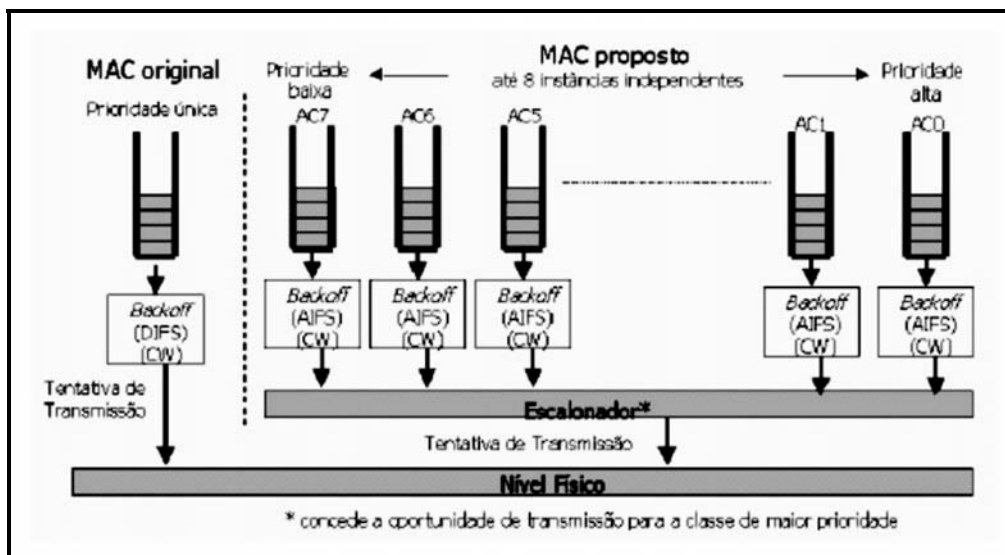 MAC original
Prioridade única
Backoff
(DIFS)
(CW)
Tentativa de
Transmissão
MAC proposto
até 8 instâncias independentes
Prioridade
baixa
Prioridade
alta
AC7
AC6
AC5
AC1
AC0
Backoff
(AIFS)
(CW)
Backoff
(AIFS)
(CW)
Backoff
(AIFS)
(CW)
Backoff
(AIFS)
(CW)
Backoff
(AIFS)
(CW)
Escalonador*
Tentativa de Transmissão
Nível Físico
* concede a oportunidade de transmissão para a classe de maior prioridade